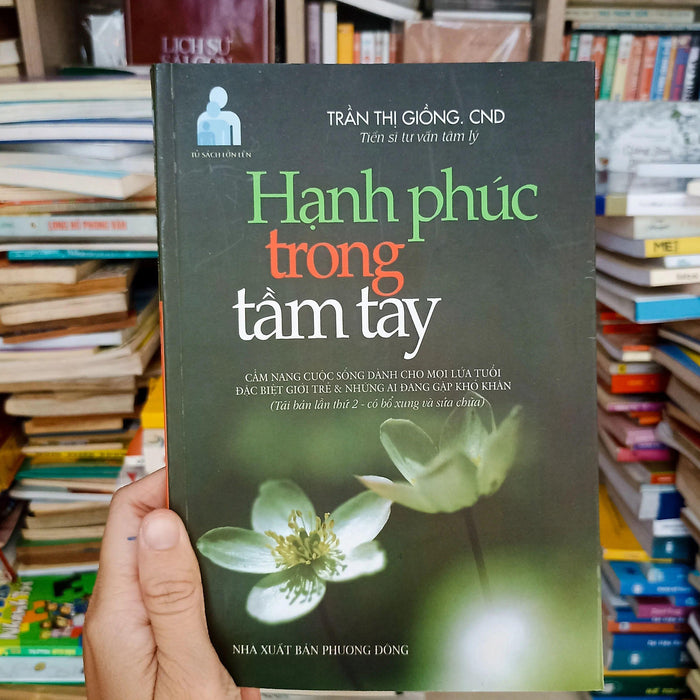 LỊCH SỬ
SÀI GÒN
TRẦN THỊ GIỒNG. CND
Tiến sĩ tư vấn tâm lý
TỦ SÁCH LỚN LÊN
Hạnh phúc
trong
tầm tay
CẨM NANG CUỘC SỐNG DÀNH CHO MỌI LỨA TUỔI
ĐẶC BIỆT GIỚI TRẺ & NHỮNG AI ĐANG GẶP KHÓ KHĂN
(Tái bản lần thứ 2 - có bổ xung và sửa chữa)
NHÀ XUẤT BẢN PHƯƠNG ĐÔNG